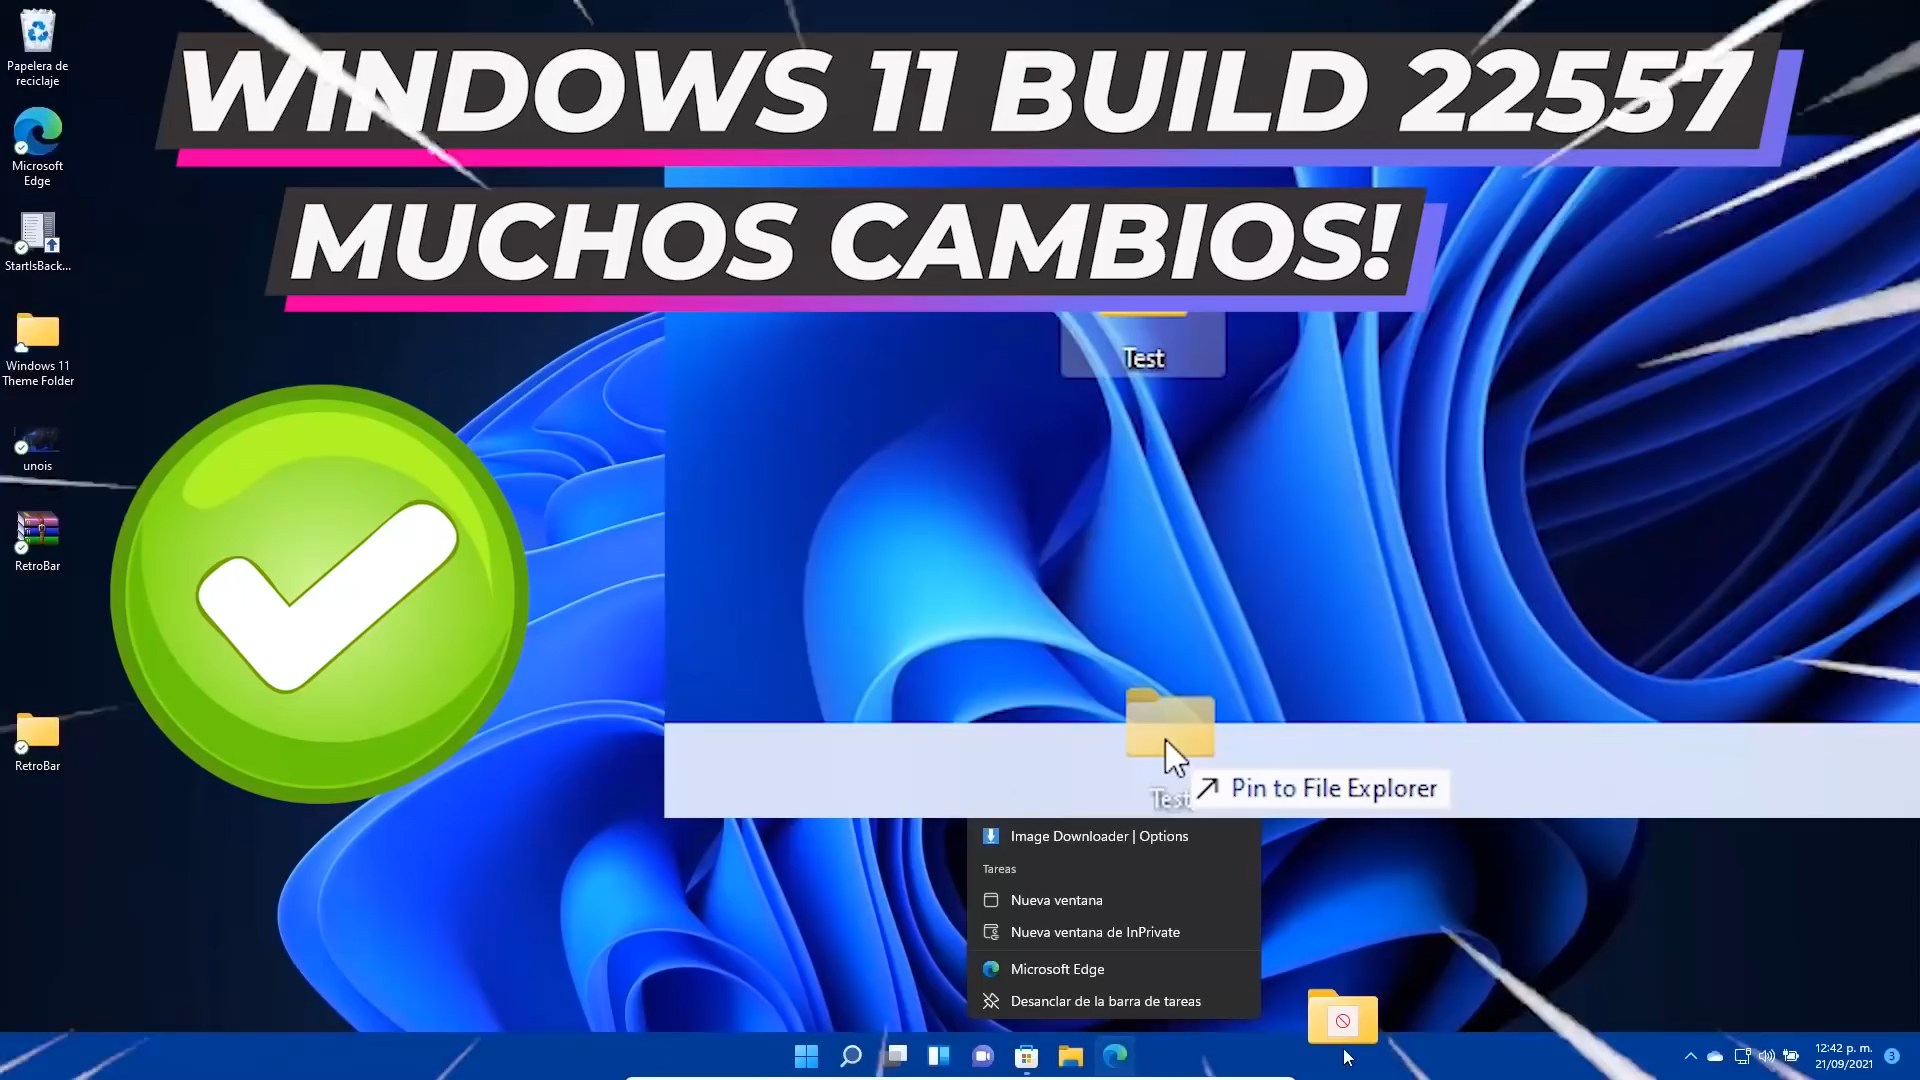 WINDOWS 11 BUILD 22557
MUCHOS CAMBIOS!
Papelera de
reciclaje
Microsoft
Edge
StartIsBack...
Windows 11
Theme Folder
unois
RetroBar
RetroBar
Test
Test
Pin to File Explorer
Image Downloader | Options
Tareas
Nueva ventana
Nueva ventana de InPrivate
Microsoft Edge
Desanclar de la barra de tareas
12:42 p. m.
21/09/2021
3